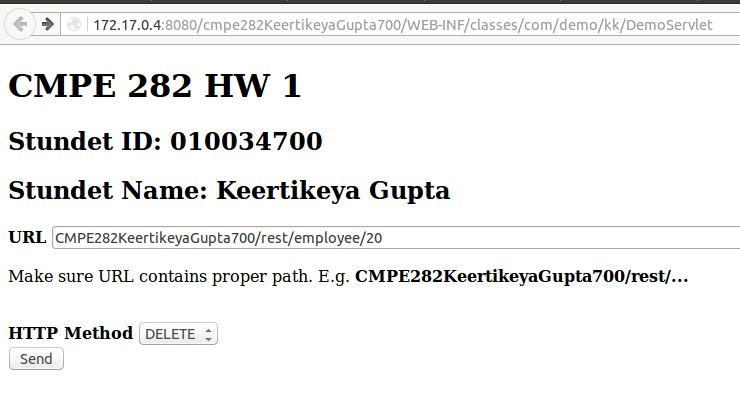 172.17.0.4:8080/cmpe282KeertikeyaGupta700/WEB-INF/classes/com/demo/kk/DemoServlet
CMPE 282 HW 1
Stundet ID: 010034700
Stundet Name: Keertikeya Gupta
URL CMPE282KeertikeyaGupta700/rest/employee/20
Make sure URL contains proper path. E.g. CMPE282KeertikeyaGupta700/rest/...
HTTP Method DELETE
Send